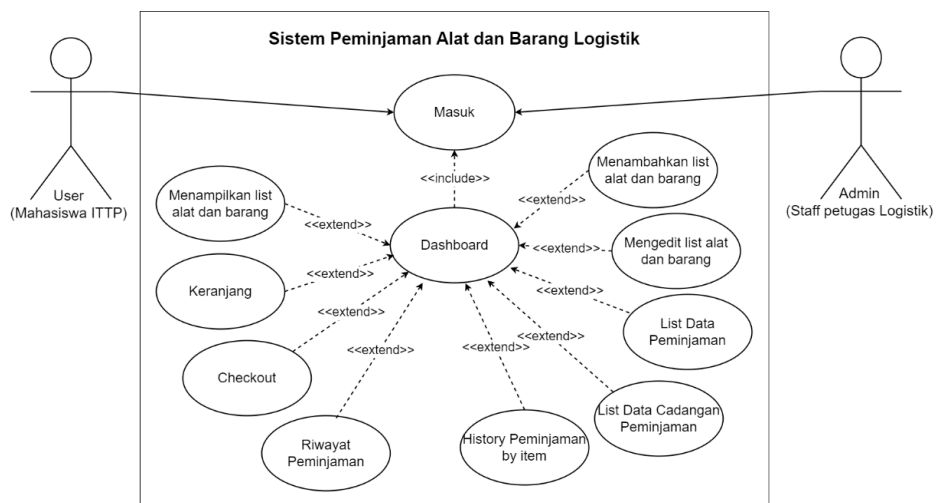 Sistem Peminjaman Alat dan Barang Logistik
Masuk
<<include>>
Menampilkan list
alat dan barang
<<extend>>
Menambahkan list
alat dan barang
<<extend>>
User
(Mahasiswa ITTP)
Admin
(Staff petugas Logistik)
Dashboard
Mengedit list alat
dan barang
<<extend>>
Keranjang
<<extend>>
<<extend>>
List Data
Peminjaman
Checkout
<<extend>>
<<extend>>
<<extend>>
<<extend>>
List Data Cadangan
Peminjaman
Riwayat
Peminjaman
History Peminjaman
by item